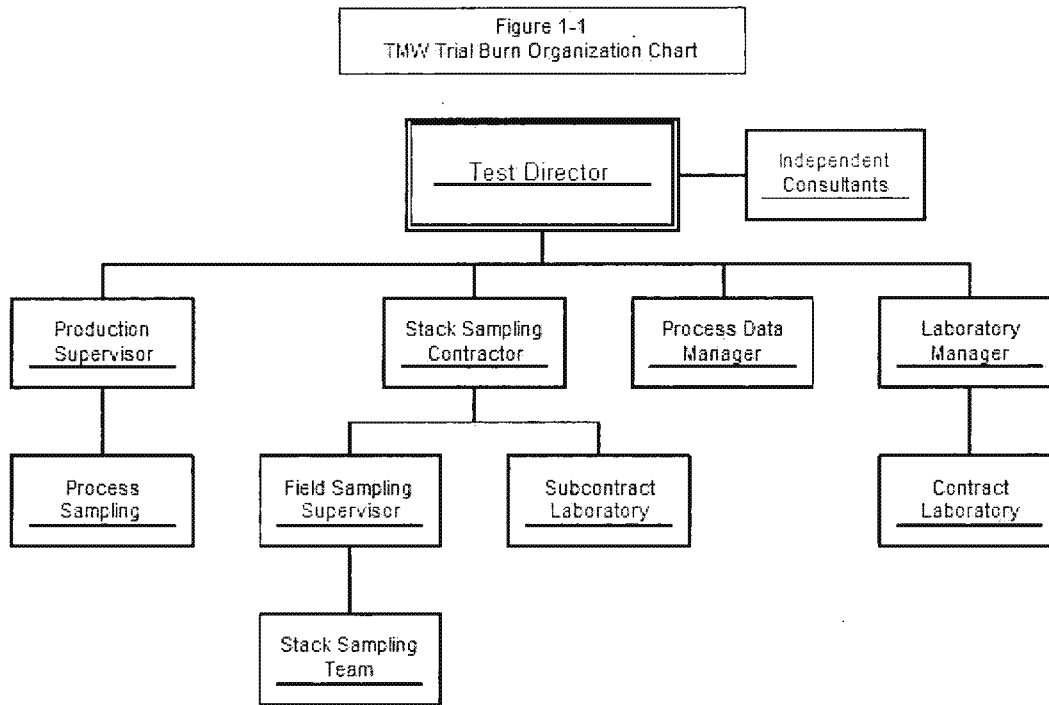 Figure 1-1
TMW Trial Burn Organization Chart
Test Director
Independent
Consultants
Production
Supervisor
Stack Sampling
Contractor
Process Data
Manager
Laboratory
Manager
Process
Sampling
Field Sampling
Supervisor
Subcontract
Laboratory
Contract
Laboratory
Stack Sampling
Team